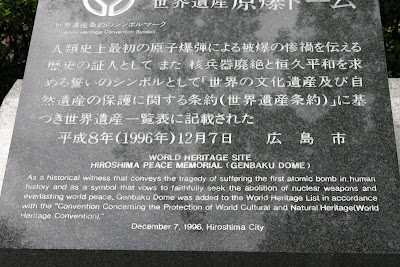 世界遺産 原爆ドーム
世界遺産条約のシンボルマーク
World Heritage Convention Symbol
人類史上最初の原子爆弾による被爆の惨禍を伝える
歴史の証人として また 核兵器廃絶と恒久平和を求
める誓いのシンボルとして「世界の文化遺産及び自
然遺産の保護に関する条約(世界遺産条約)」に基
づき世界遺産一覧表に記載された
平成8年(1996年)12月7日 広島市
WORLD HERITAGE SITE
HIROSHIMA PEACE MEMORIAL (GENBAKU DOME)
As a historical witness that conveys the tragedy of suffering the first atomic bomb in human
history and as a symbol that vows to faithfully seek the abolition of nuclear weapons and
everlasting world peace, Genbaku Dome was added to the World Heritage List in accordance
with the "Convention Concerning the Protection of World Cultural and Natural Heritage(World
Heritage Convention)."
December 7, 1996, Hiroshima City